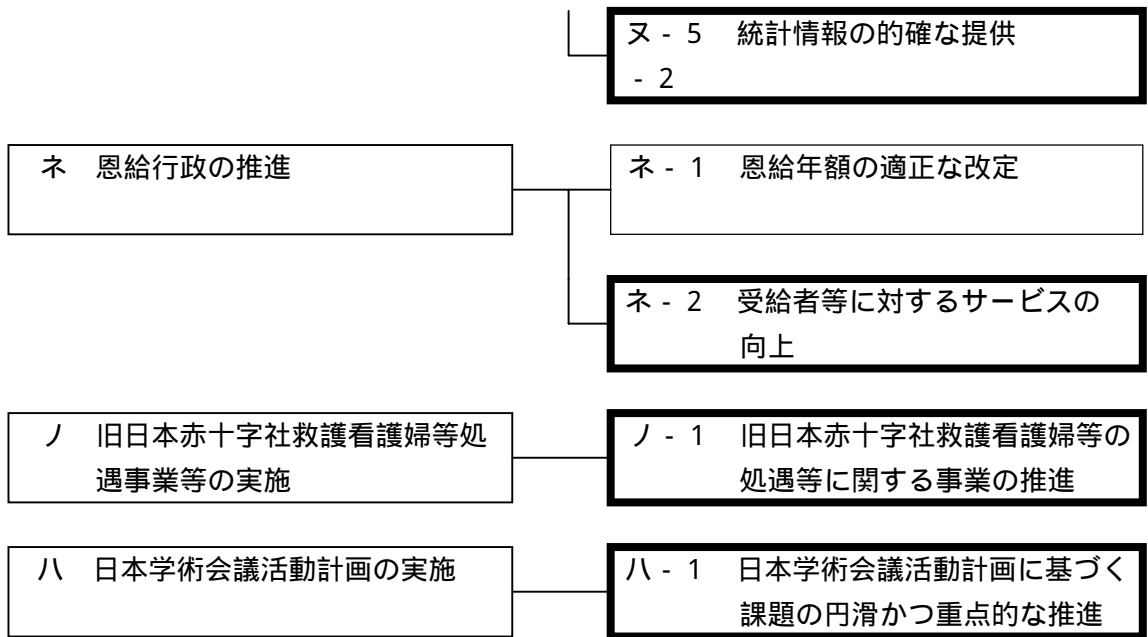 ヌ - 5 統計情報の的確な提供
- 2
ネ 恩給行政の推進
ネ - 1 恩給年額の適正な改定
ネ - 2 受給者等に対するサービスの
向上
ノ 旧日本赤十字社救護看護婦等処
遇事業等の実施
ノ - 1 旧日本赤十字社救護看護婦等の
処遇等に関する事業の推進
ハ 日本学術会議活動計画の実施
ハ - 1 日本学術会議活動計画に基づく
課題の円滑かつ重点的な推進